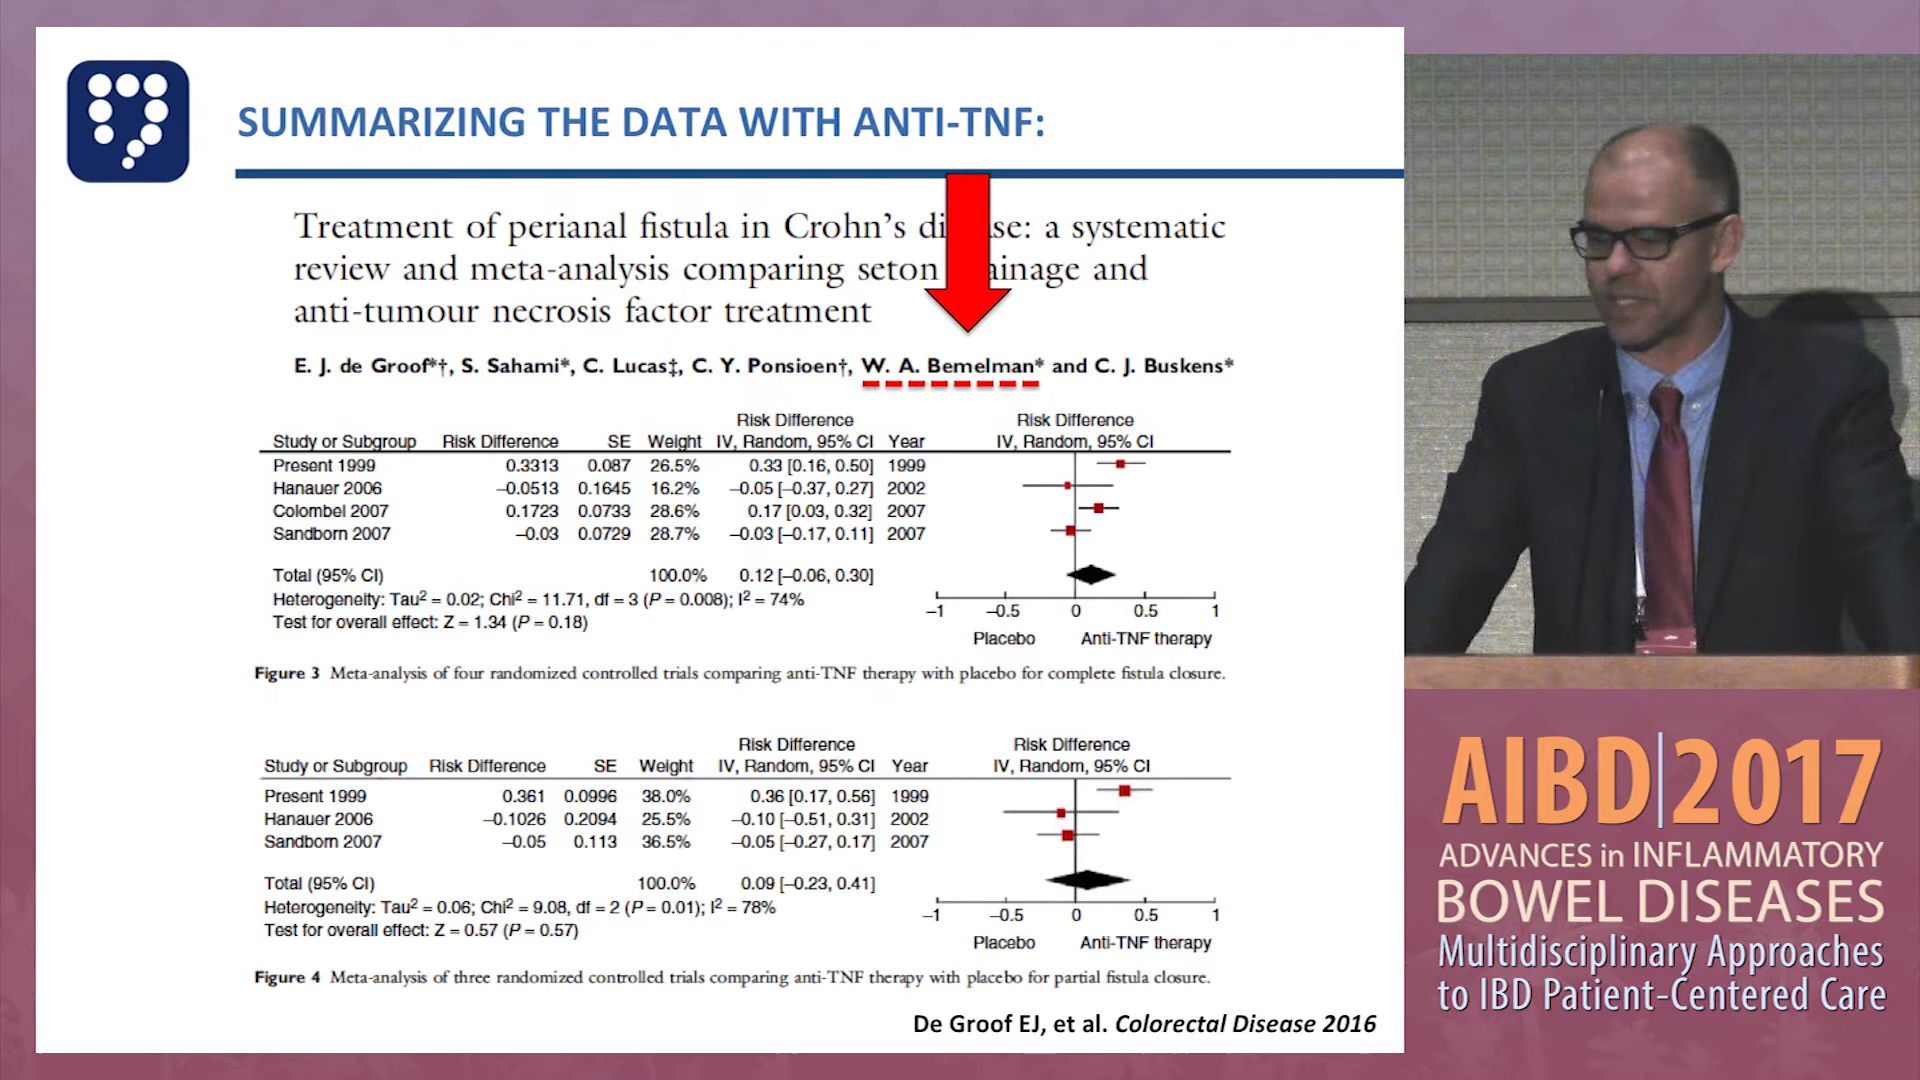 SUMMARIZING THE DATA WITH ANTI-TNF:
Treatment of perianal fistula in Crohn's di se: a systematic
review and meta-analysis comparing seton ainage and
anti-tumour necrosis factor treatment
E. J. de Groof*†, S. Sahami*, C. Lucas‡, C. Y. Ponsioen†, W. A. Bemelman* and C. J. Buskens*
Risk Difference Risk Difference
Study or Subgroup Risk Difference SE Weight IV, Random, 95% CI Year IV, Random, 95% CI
Present 1999 0.3313 0.087 26.5% 0.33 [0.16, 0.50] 1999
Hanauer 2006 −0.0513 0.1645 16.2% −0.05 [−0.37, 0.27] 2002
Colombel 2007 0.1723 0.0733 28.6% 0.17 [0.03, 0.32] 2007
Sandborn 2007 −0.03 0.0729 28.7% −0.03 [−0.17, 0.11] 2007
Total (95% CI) 100.0% 0.12 [−0.06, 0.30]
Heterogeneity: Tau² = 0.02; Chi² = 11.71, df = 3 (P = 0.008); I² = 74%
Test for overall effect: Z = 1.34 (P = 0.18)
−1 −0.5 0 0.5 1
Placebo Anti-TNF therapy
Figure 3 Meta-analysis of four randomized controlled trials comparing anti-TNF therapy with placebo for complete fistula closure.
Risk Difference Risk Difference
Study or Subgroup Risk Difference SE Weight IV, Random, 95% CI Year IV, Random, 95% CI
Present 1999 0.361 0.0996 38.0% 0.36 [0.17, 0.56] 1999
Hanauer 2006 −0.1026 0.2094 25.5% −0.10 [−0.51, 0.31] 2002
Sandborn 2007 −0.05 0.113 36.5% −0.05 [−0.27, 0.17] 2007
Total (95% CI) 100.0% 0.09 [−0.23, 0.41]
Heterogeneity: Tau² = 0.06; Chi² = 9.08, df = 2 (P = 0.01); I² = 78%
Test for overall effect: Z = 0.57 (P = 0.57)
−1 −0.5 0 0.5 1
Placebo Anti-TNF therapy
Figure 4 Meta-analysis of three randomized controlled trials comparing anti-TNF therapy with placebo for partial fistula closure.
De Groof EJ, et al. Colorectal Disease 2016
AIBD|2017
ADVANCES in INFLAMMATORY
BOWEL DISEASES
Multidisciplinary Approaches
to IBD Patient-Centered Care